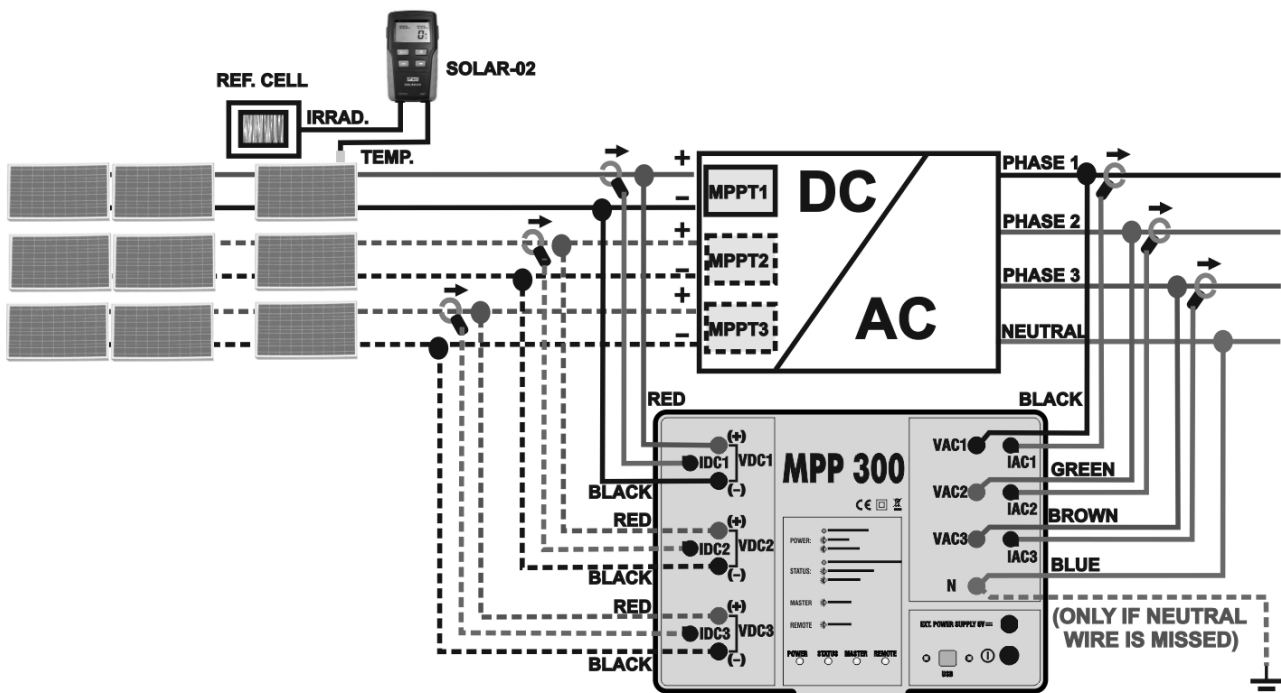 SOLAR-02
REF. CELL
IRRAD.
TEMP.
+
−
+
−
+
−
MPPT1
MPPT2
MPPT3
DC
AC
PHASE 1
PHASE 2
PHASE 3
NEUTRAL
RED
BLACK
RED
BLACK
RED
BLACK
(+)
IDC1
VDC1
(−)
(+)
IDC2
VDC2
(−)
(+)
IDC3
VDC3
(−)
MPP 300
CE
POWER:
STATUS:
MASTER
REMOTE
POWER STATUS MASTER REMOTE
BLACK
VAC1
IAC1
GREEN
VAC2
IAC2
BROWN
VAC3
IAC3
BLUE
N
(ONLY IF NEUTRAL
WIRE IS MISSED)
EXT. POWER SUPPLY 5V
USB